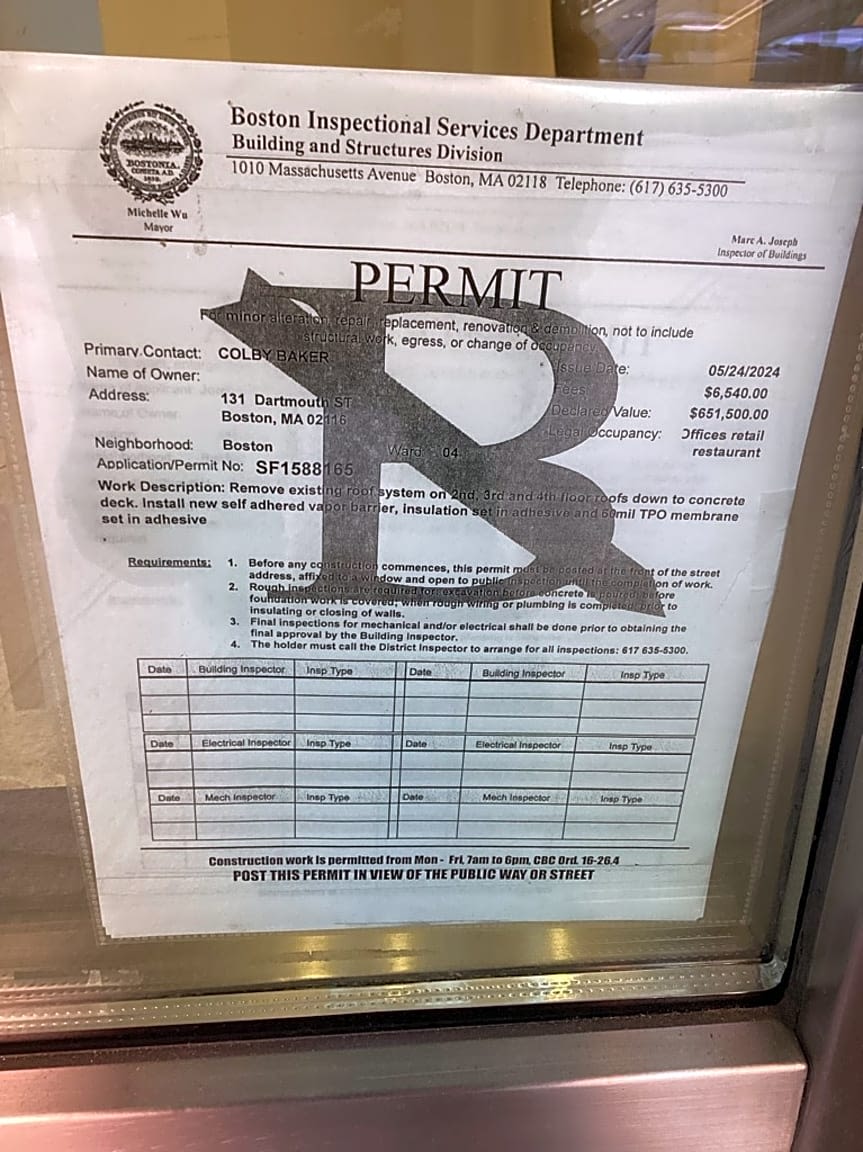 Boston Inspectional Services Department
Building and Structures Division
1010 Massachusetts Avenue Boston, MA 02118 Telephone: (617) 635-5300
BOSTONIA.
CONDITA A.D.
Michelle Wu
Mayor
Marc A. Joseph
Inspector of Buildings
PERMIT
R
For minor alteration, repair, replacement, renovation & demolition, not to include
structural work, egress, or change of occupancy
Primary Contact: COLBY BAKER
Issue Date: 05/24/2024
Name of Owner:
Fees $6,540.00
Address: 131 Dartmouth ST
Declared Value: $651,500.00
Boston, MA 02116
Legal Occupancy: Offices retail
restaurant
Neighborhood: Boston Ward: 04
Application/Permit No: SF1588165
Work Description: Remove existing roof system on 2nd, 3rd and 4th floor roofs down to concrete
deck. Install new self adhered vapor barrier, insulation set in adhesive and 60mil TPO membrane
set in adhesive
Requirements: 1. Before any construction commences, this permit must be posted at the front of the street
address, affixed to a window and open to public inspection until the completion of work.
2. Rough inspections are required for: excavation before concrete is poured; before
foundation work is covered; when rough wiring or plumbing is completed; prior to
insulating or closing of walls.
3. Final inspections for mechanical and/or electrical shall be done prior to obtaining the
final approval by the Building Inspector.
4. The holder must call the District Inspector to arrange for all inspections: 617 635-5300.
Date Building Inspector Insp Type Date Building Inspector Insp Type
Date Electrical Inspector Insp Type Date Electrical Inspector Insp Type
Date Mech Inspector Insp Type Date Mech Inspector Insp Type
Construction work is permitted from Mon - Fri, 7am to 6pm, CBC Ord. 16-26.4
POST THIS PERMIT IN VIEW OF THE PUBLIC WAY OR STREET